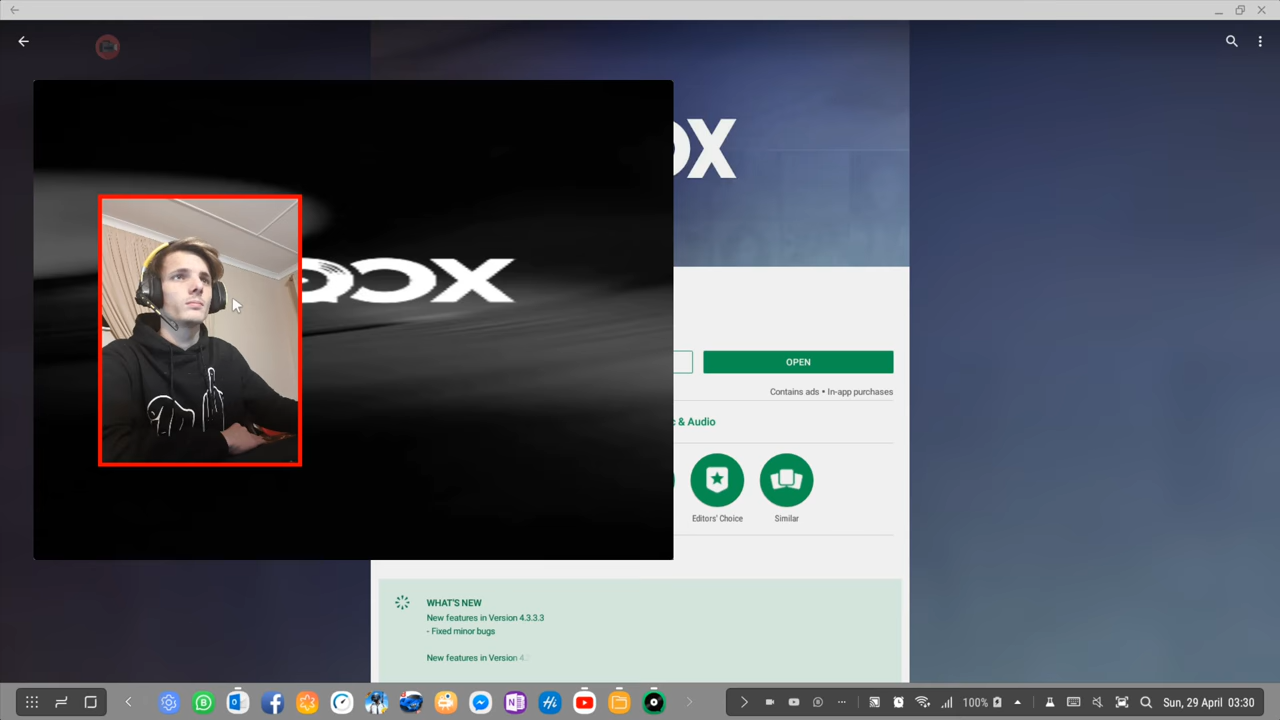 OX
OPEN
Contains ads • In-app purchases
c & Audio
Editors' Choice
Similar
WHAT'S NEW
New features in Version 4.3.3.3
- Fixed minor bugs
New features in Version 4.
100%
Sun, 29 April 03:30